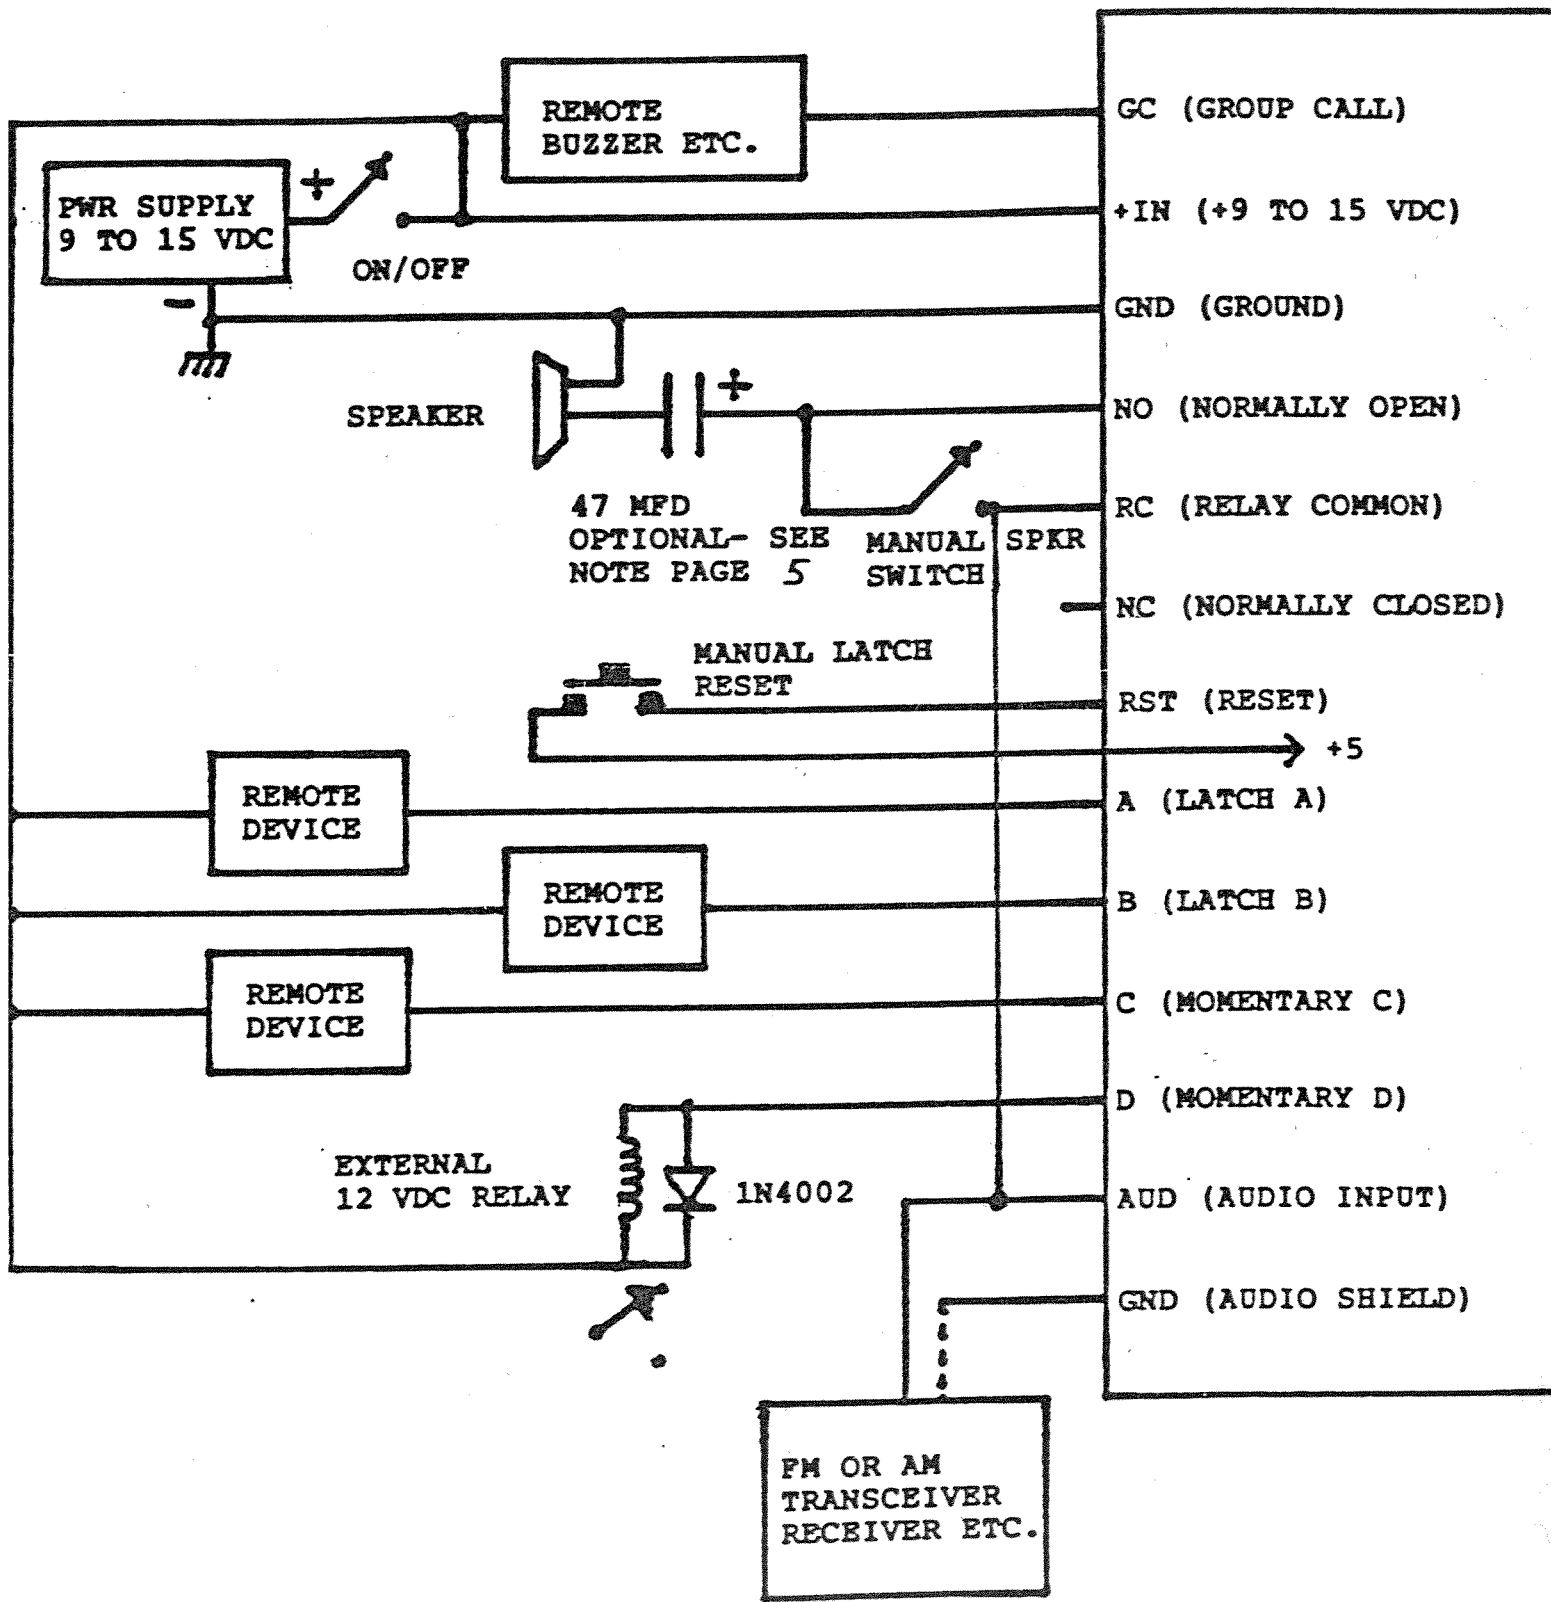 REMOTE
BUZZER ETC.
GC (GROUP CALL)
PWR SUPPLY
9 TO 15 VDC
+
-
ON/OFF
+IN (+9 TO 15 VDC)
GND (GROUND)
SPEAKER
+
NO (NORMALLY OPEN)
47 MFD
OPTIONAL- SEE
NOTE PAGE 5
MANUAL SPKR
SWITCH
RC (RELAY COMMON)
NC (NORMALLY CLOSED)
MANUAL LATCH
RESET
RST (RESET)
+5
REMOTE
DEVICE
A (LATCH A)
REMOTE
DEVICE
B (LATCH B)
REMOTE
DEVICE
C (MOMENTARY C)
D (MOMENTARY D)
EXTERNAL
12 VDC RELAY
1N4002
AUD (AUDIO INPUT)
GND (AUDIO SHIELD)
FM OR AM
TRANSCEIVER
RECEIVER ETC.